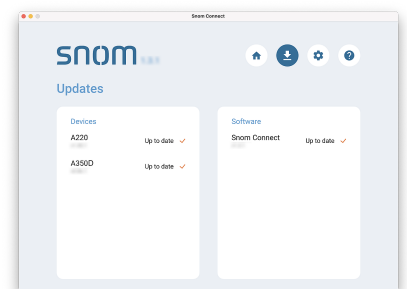 Snom Connect
snom
Updates
Devices
A220
Up to date
A350D
Up to date
Software
Snom Connect
Up to date